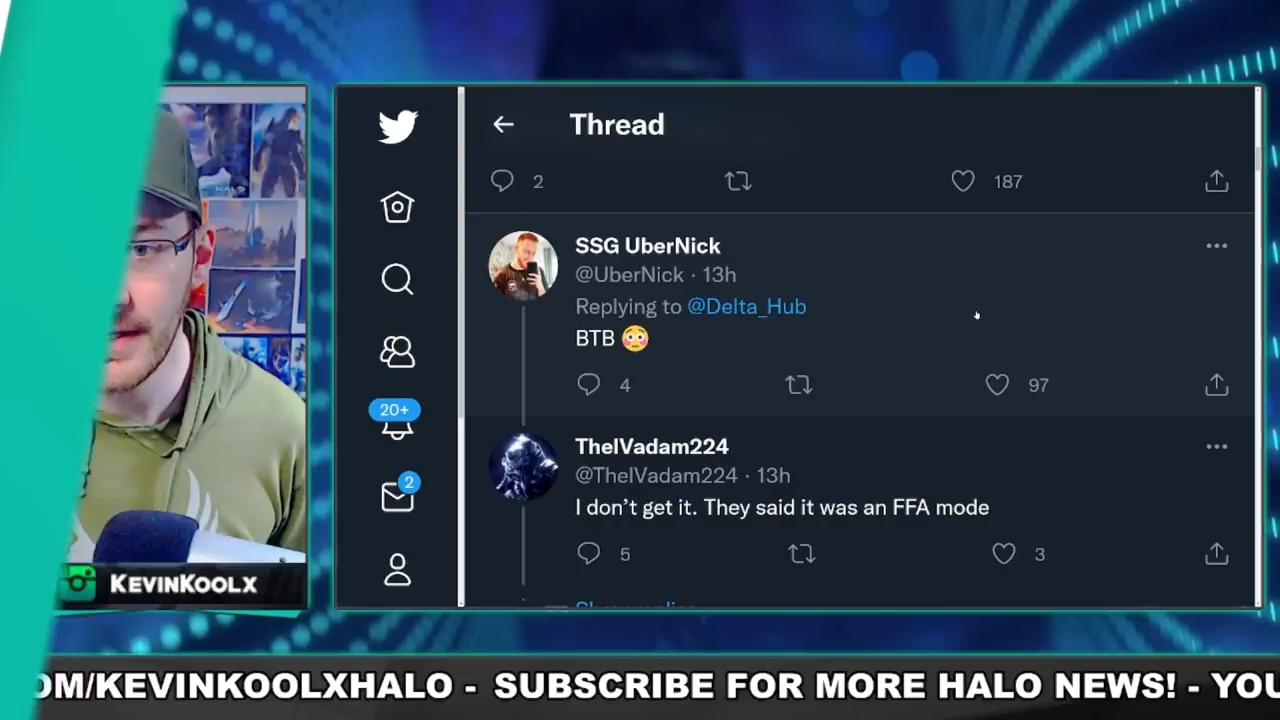 Thread
2
187
SSG UberNick
@UberNick · 13h
Replying to @Delta_Hub
BTB 😳
4
97
20+
TheIVadam224
@TheIVadam224 · 13h
2
I don't get it. They said it was an FFA mode
5
3
KEVINKOOLX
OM/KEVINKOOLXHALO - SUBSCRIBE FOR MORE HALO NEWS! - YOU